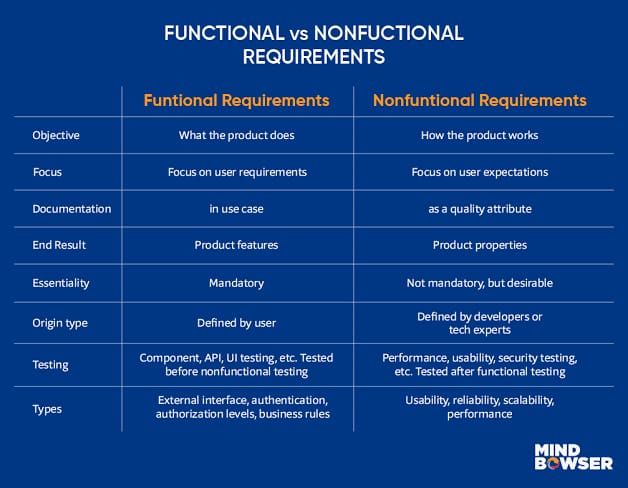 FUNCTIONAL vs NONFUCTIONAL
REQUIREMENTS
Funtional Requirements
Nonfuntional Requirements
Objective
What the product does
How the product works
Focus
Focus on user requirements
Focus on user expectations
Documentation
in use case
as a quality attribute
End Result
Product features
Product properties
Essentiality
Mandatory
Not mandatory, but desirable
Origin type
Defined by user
Defined by developers or
tech experts
Testing
Component, API, UI testing, etc. Tested
before nonfunctional testing
Performance, usability, security testing,
etc. Tested after functional testing
Types
External interface, authentication,
authorization levels, business rules
Usability, reliability, scalability,
performance
MIND
BOWSER